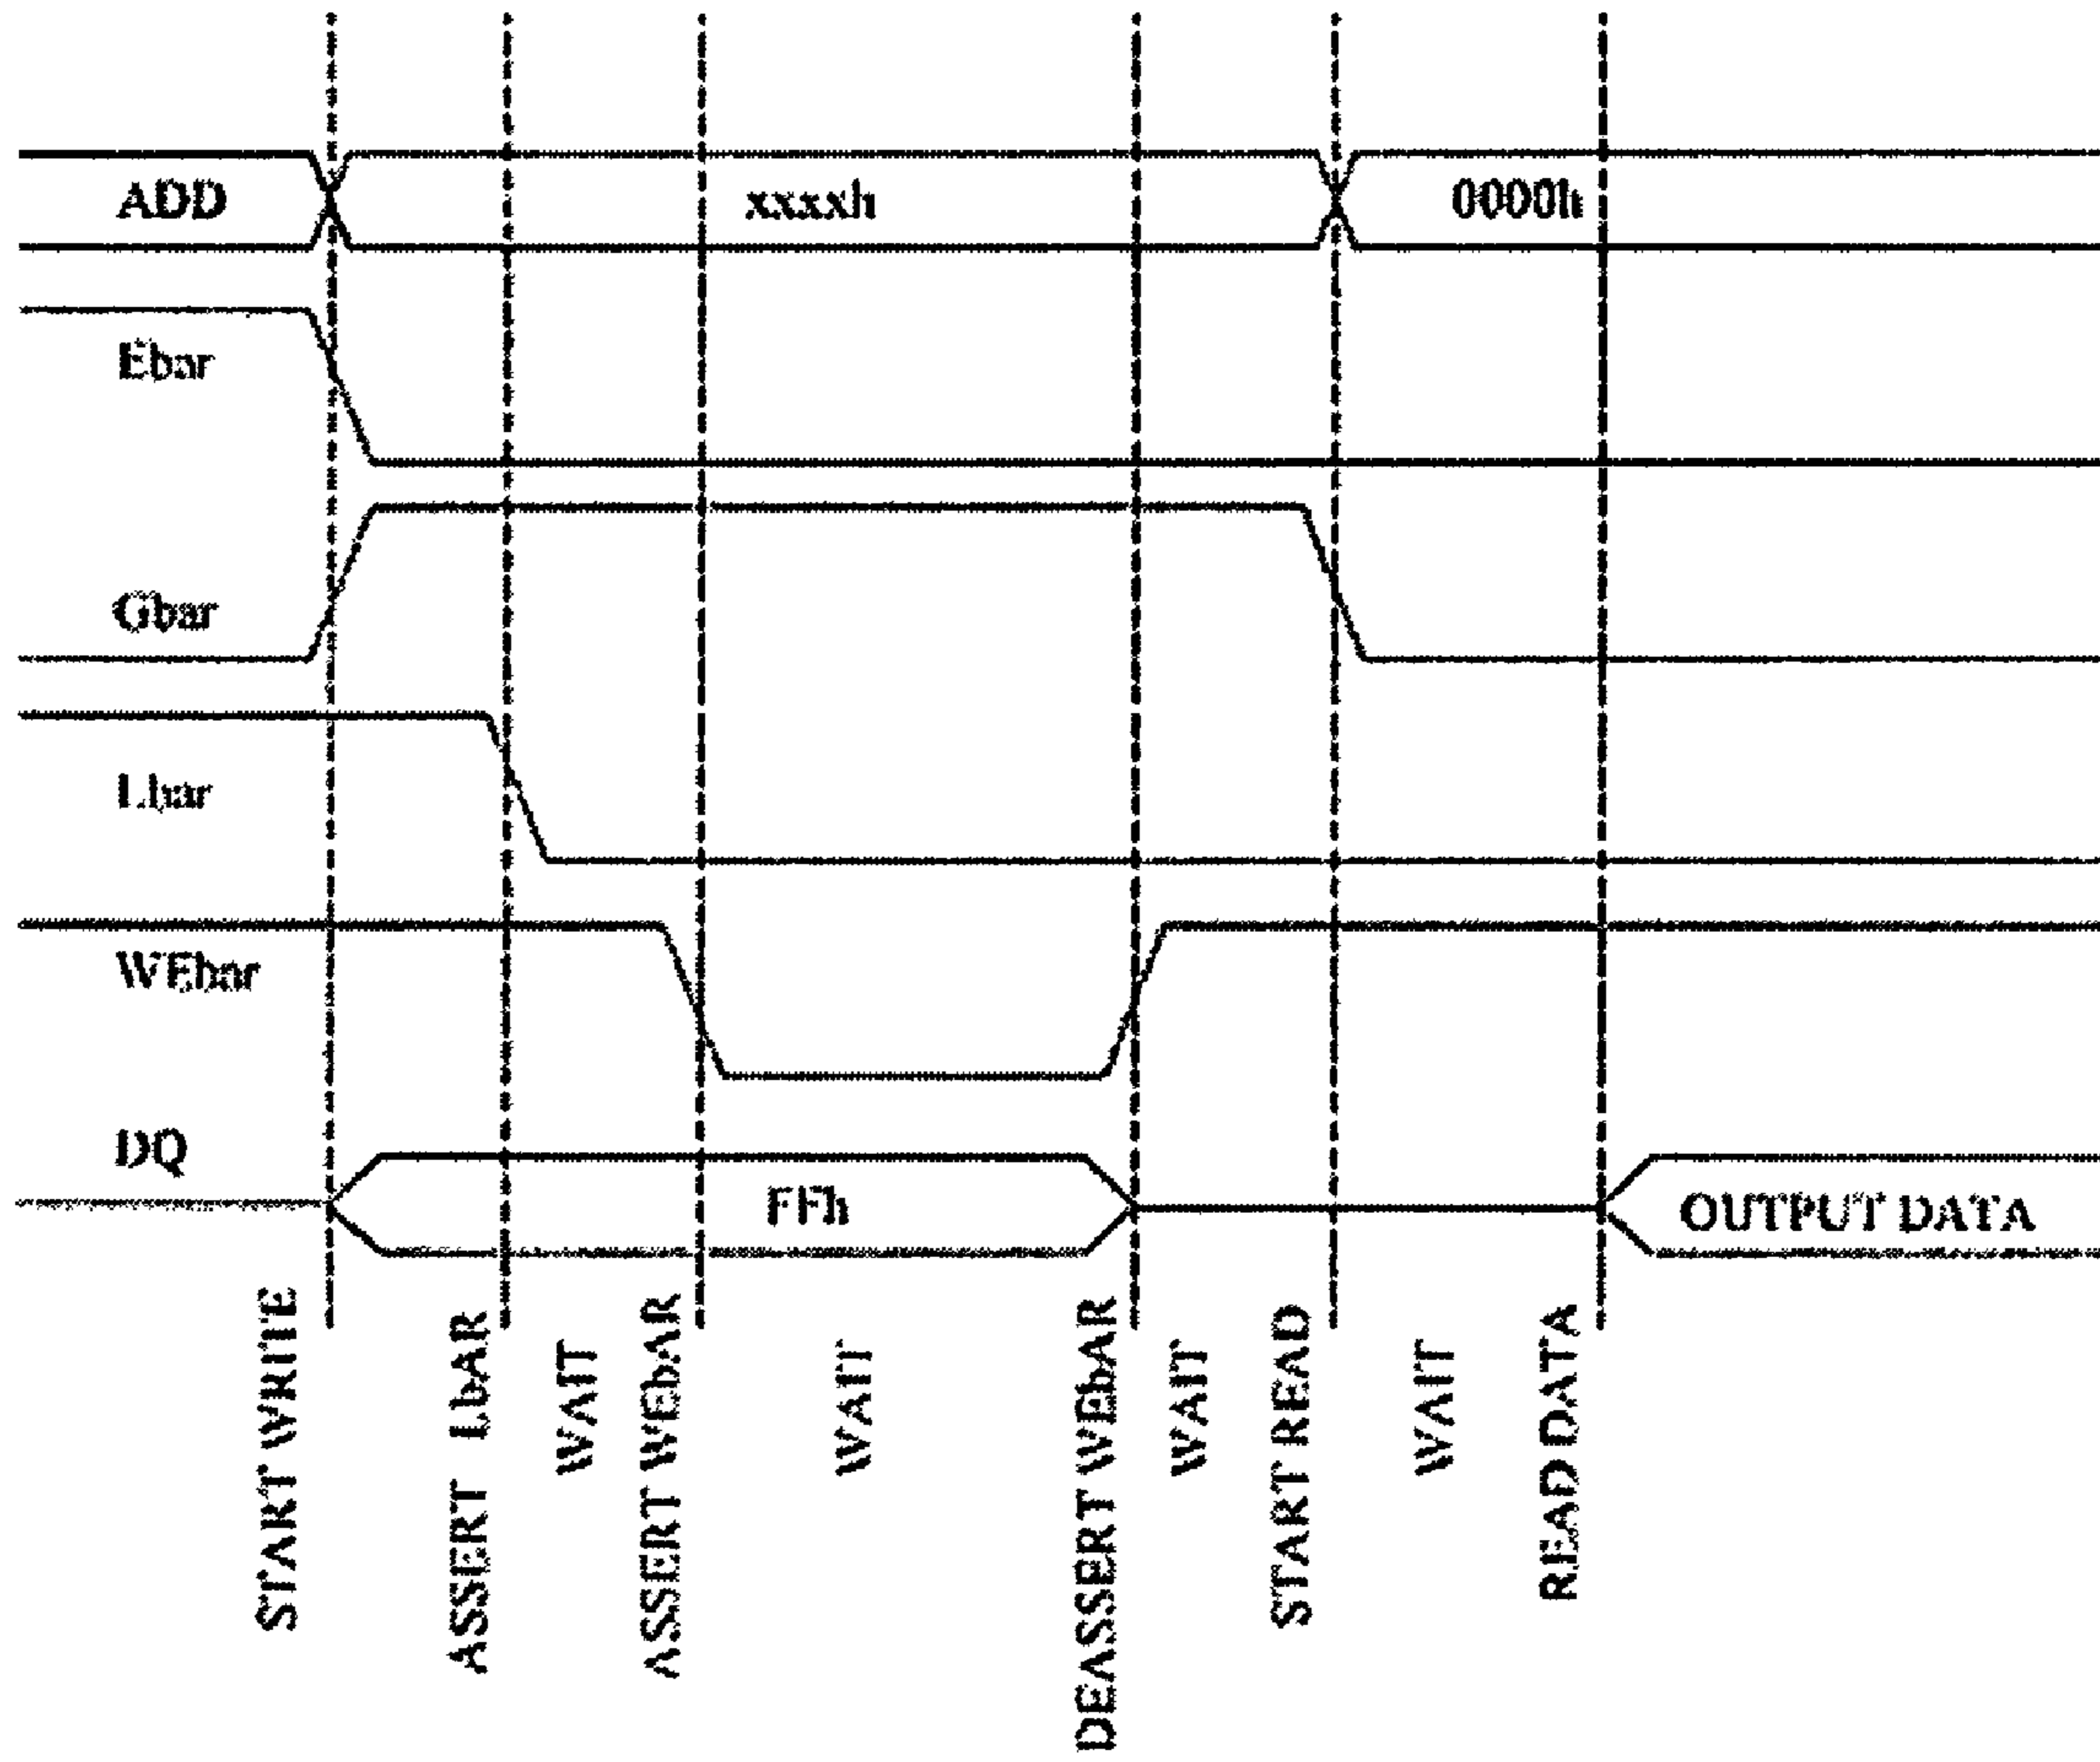 ADD xxxxh 0000h
Ebar
Gbar
Lbar
WEbar
DQ
FFh OUTPUT DATA
START WRITE
ASSERT LbAR
WAIT
ASSERT WEbAR
WAIT
DEASSERT WEbAR
WAIT
START READ
WAIT
READ DATA